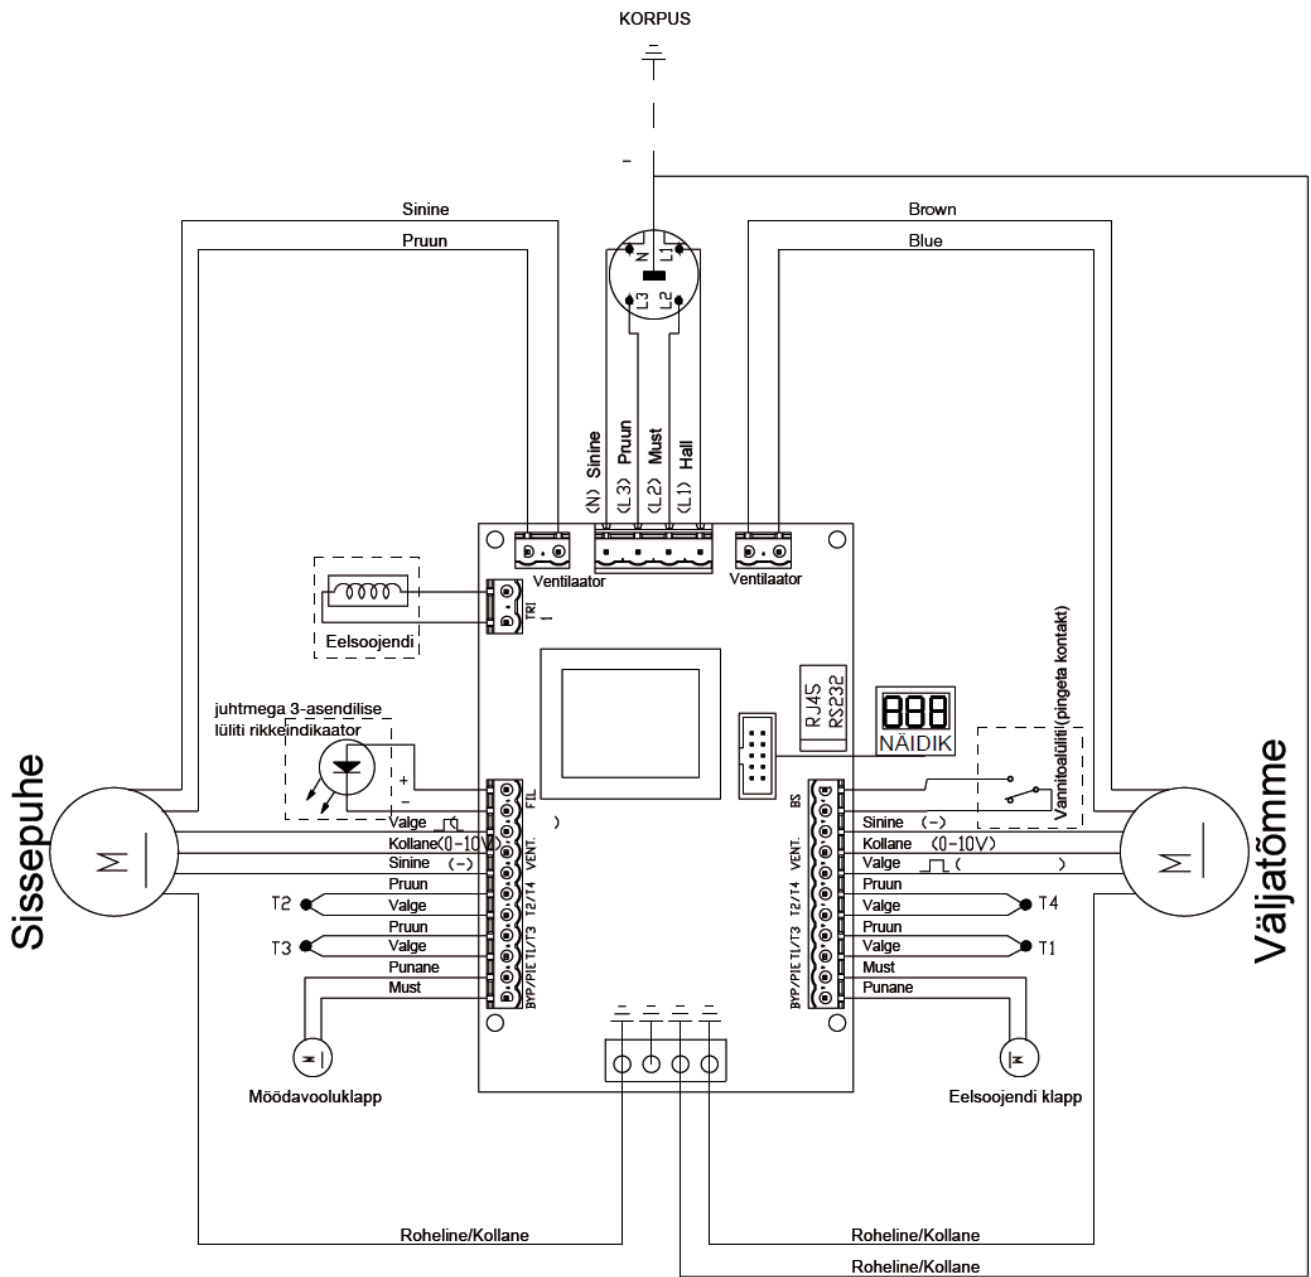 KORPUS
Sinine
Pruun
Brown
Blue
N
L1
L3
L2
(N) Sinine
(L3) Pruun
(L2) Must
(L1) Hall
Ventilaator
Ventilaator
TRI
Eelsoojendi
RJ45
RS232
888
NÄIDIK
Vannitoalüliti (pingeta kontakt)
juhtmega 3-asendilise
lüliti rikkeindikaator
+
-
FIL
BS
Sissepuhe
M
Valge ( )
Kollane(0-10V)
Sinine (-)
VENT.
Pruun
T2
Valge
T2/T4
Pruun
T3
Valge
T1/T3
Punane
Must
BYP/PIE
M
Möödavooluklapp
Sinine (-)
Kollane (0-10V)
Valge ( )
VENT.
Pruun
T4
Valge
T2/T4
Pruun
T1
Valge
T1/T3
Must
Punane
BYP/PIE
M
Eelsoojendi klapp
M
Väljatõmme
Roheline/Kollane
Roheline/Kollane
Roheline/Kollane